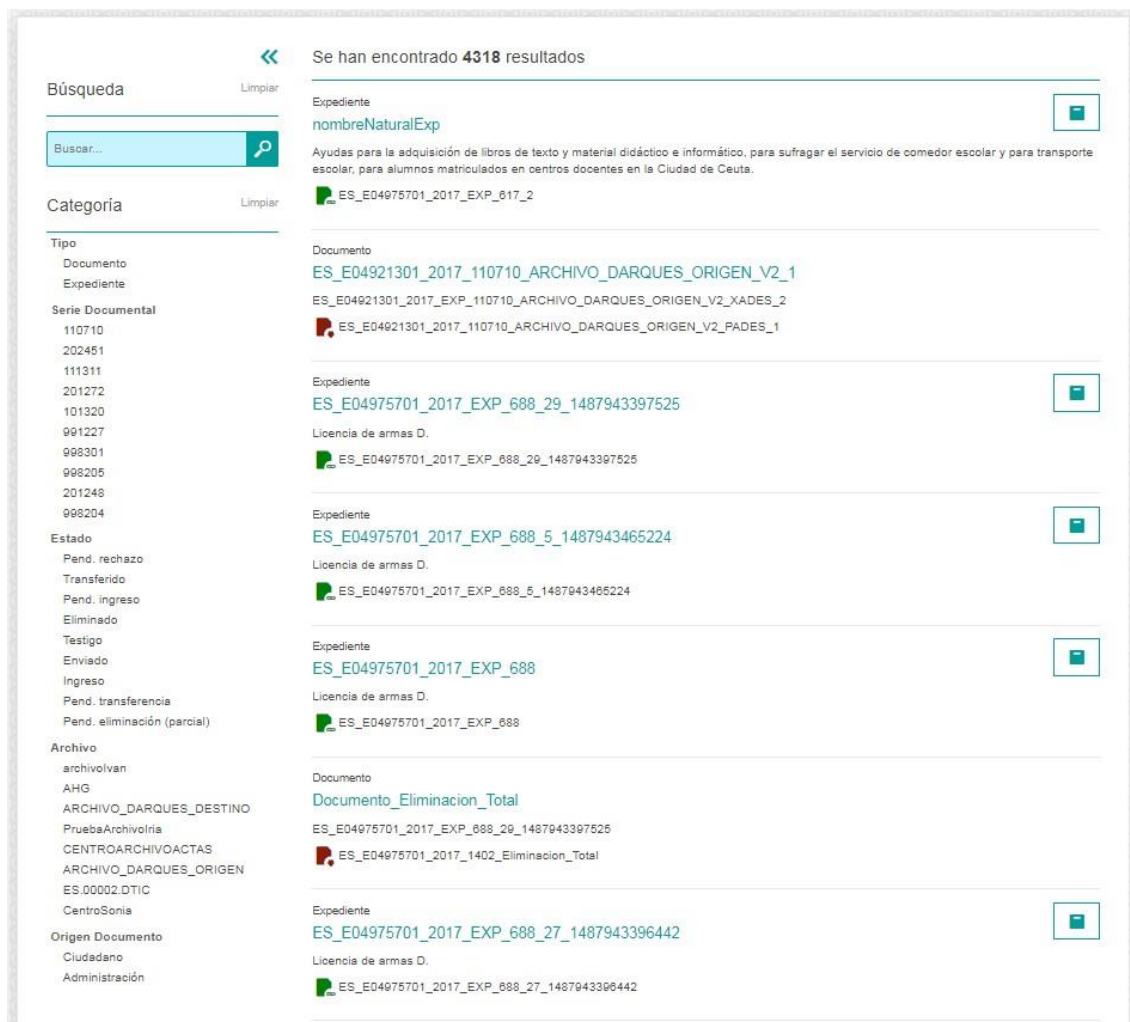 Búsqueda
Limpiar
Buscar...
Categoría
Limpiar
Tipo
Documento
Expediente
Serie Documental
110710
202451
111311
201272
101320
991227
998301
998205
201248
998204
Estado
Pend. rechazo
Transferido
Pend. ingreso
Eliminado
Testigo
Enviado
Ingreso
Pend. transferencia
Pend. eliminación (parcial)
Archivo
archivoIvan
AHG
ARCHIVO_DARQUES_DESTINO
PruebaArchivoIria
CENTROARCHIVOACTAS
ARCHIVO_DARQUES_ORIGEN
ES.00002.DTIC
CentroSonia
Origen Documento
Ciudadano
Administración
Se han encontrado 4318 resultados
Expediente
nombreNaturalExp
Ayudas para la adquisición de libros de texto y material didáctico e informático, para sufragar el servicio de comedor escolar y para transporte
escolar, para alumnos matriculados en centros docentes en la Ciudad de Ceuta.
ES_E04975701_2017_EXP_617_2
Documento
ES_E04921301_2017_110710_ARCHIVO_DARQUES_ORIGEN_V2_1
ES_E04921301_2017_EXP_110710_ARCHIVO_DARQUES_ORIGEN_V2_XADES_2
ES_E04921301_2017_110710_ARCHIVO_DARQUES_ORIGEN_V2_PADES_1
Expediente
ES_E04975701_2017_EXP_688_29_1487943397525
Licencia de armas D.
ES_E04975701_2017_EXP_688_29_1487943397525
Expediente
ES_E04975701_2017_EXP_688_5_1487943465224
Licencia de armas D.
ES_E04975701_2017_EXP_688_5_1487943465224
Expediente
ES_E04975701_2017_EXP_688
Licencia de armas D.
ES_E04975701_2017_EXP_688
Documento
Documento_Eliminacion_Total
ES_E04975701_2017_EXP_688_29_1487943397525
ES_E04975701_2017_1402_Eliminacion_Total
Expediente
ES_E04975701_2017_EXP_688_27_1487943396442
Licencia de armas D.
ES_E04975701_2017_EXP_688_27_1487943396442